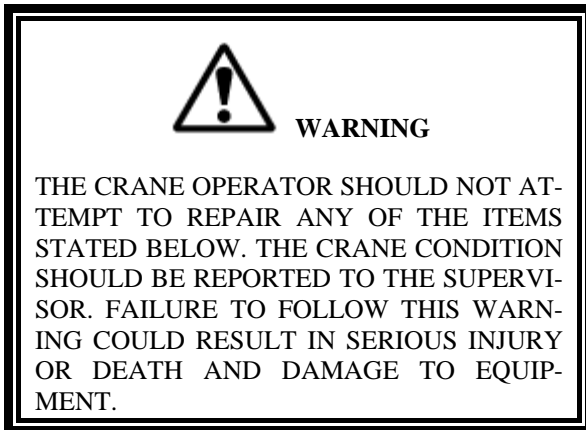 WARNING
THE CRANE OPERATOR SHOULD NOT AT-
TEMPT TO REPAIR ANY OF THE ITEMS
STATED BELOW. THE CRANE CONDITION
SHOULD BE REPORTED TO THE SUPERVI-
SOR. FAILURE TO FOLLOW THIS WARN-
ING COULD RESULT IN SERIOUS INJURY
OR DEATH AND DAMAGE TO EQUIP-
MENT.